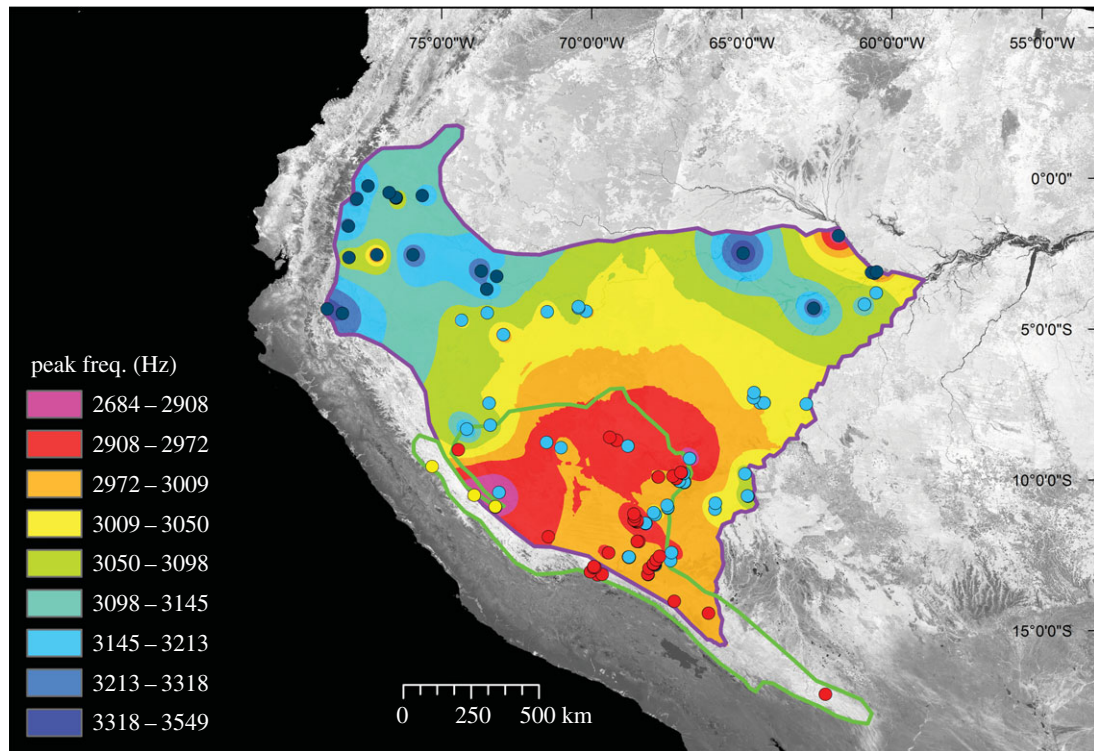 75°0'0"W 70°0'0"W 65°0'0"W 60°0'0"W 55°0'0"W
0°0'0"
5°0'0"S
peak freq. (Hz)
2684 – 2908
2908 – 2972
2972 – 3009
10°0'0"S
3009 – 3050
3050 – 3098
3098 – 3145
15°0'0"S
3145 – 3213
3213 – 3318
3318 – 3549
0 250 500 km